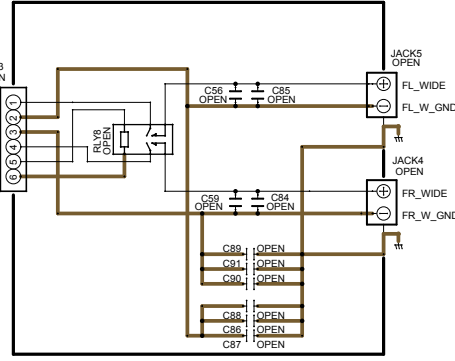 JACK5
OPEN
C56
OPEN
C85
OPEN
FL_WIDE
FL_W_GND
1
2
3
4
5
6
RLY8
OPEN
JACK4
OPEN
C59
OPEN
C84
OPEN
FR_WIDE
FR_W_GND
C89 OPEN
C91 OPEN
C90 OPEN
OPEN
C88 OPEN
C86 OPEN
C87 OPEN